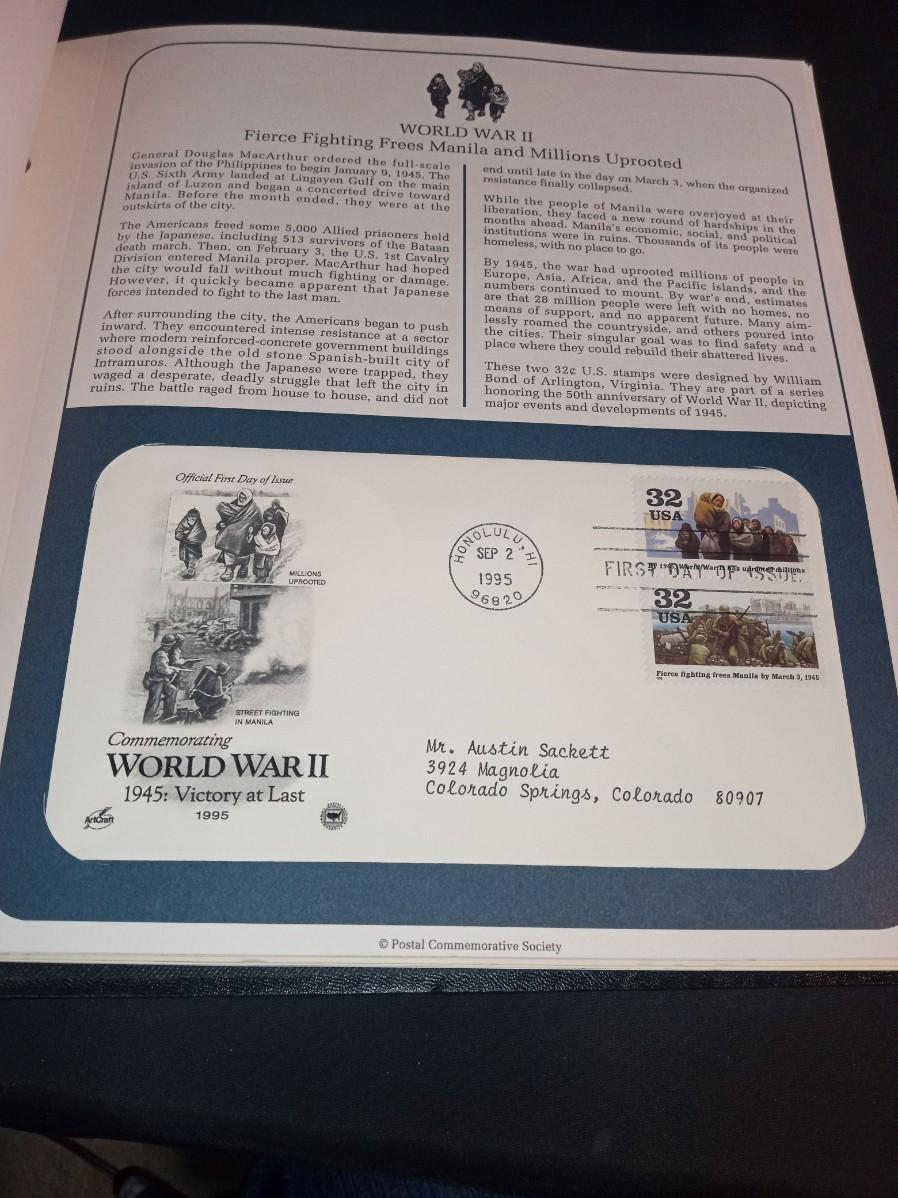 WORLD WAR II
Fierce Fighting Frees Manila and Millions Uprooted
General Douglas MacArthur ordered the full-scale
invasion of the Philippines to begin January 9, 1945. The
U.S. Sixth Army landed at Lingayen Gulf on the main
island of Luzon and began a concerted drive toward
Manila. Before the month ended, they were at the
outskirts of the city.
The Americans freed some 5,000 Allied prisoners held
by the Japanese, including 513 survivors of the Bataan
death march. Then, on February 3, the U.S. 1st Cavalry
Division entered Manila proper. MacArthur had hoped
the city would fall without much fighting or damage.
However, it quickly became apparent that Japanese
forces intended to fight to the last man.
After surrounding the city, the Americans began to push
inward. They encountered intense resistance at a sector
where modern reinforced-concrete government buildings
stood alongside the old stone Spanish-built city of
Intramuros. Although the Japanese were trapped, they
waged a desperate, deadly struggle that left the city in
ruins. The battle raged from house to house, and did not
end until late in the day on March 3, when the organized
resistance finally collapsed.
While the people of Manila were overjoyed at their
liberation, they faced a new round of hardships in the
months ahead. Manila's economic, social, and political
institutions were in ruins. Thousands of its people were
homeless, with no place to go.
By 1945, the war had uprooted millions of people in
Europe, Asia, Africa, and the Pacific islands, and the
numbers continued to mount. By war's end, estimates
are that 28 million people were left with no homes, no
means of support, and no apparent future. Many aim-
lessly roamed the countryside, and others poured into
the cities. Their singular goal was to find safety and a
place where they could rebuild their shattered lives.
These two 32¢ U.S. stamps were designed by William
Bond of Arlington, Virginia. They are part of a series
honoring the 50th anniversary of World War II, depicting
major events and developments of 1945.
Official First Day of Issue
MILLIONS
UPROOTED
STREET FIGHTING
IN MANILA
Commemorating
WORLD WAR II
1945: Victory at Last
1995
ArtCraft
HONOLULU, HI
SEP 2
1995
96820
32
USA
By 1945, World War II has uprooted millions
FIRST DAY OF ISSUE
32
USA
Fierce fighting frees Manila by March 3, 1945
Mr. Austin Sackett
3924 Magnolia
Colorado Springs, Colorado 80907
© Postal Commemorative Society